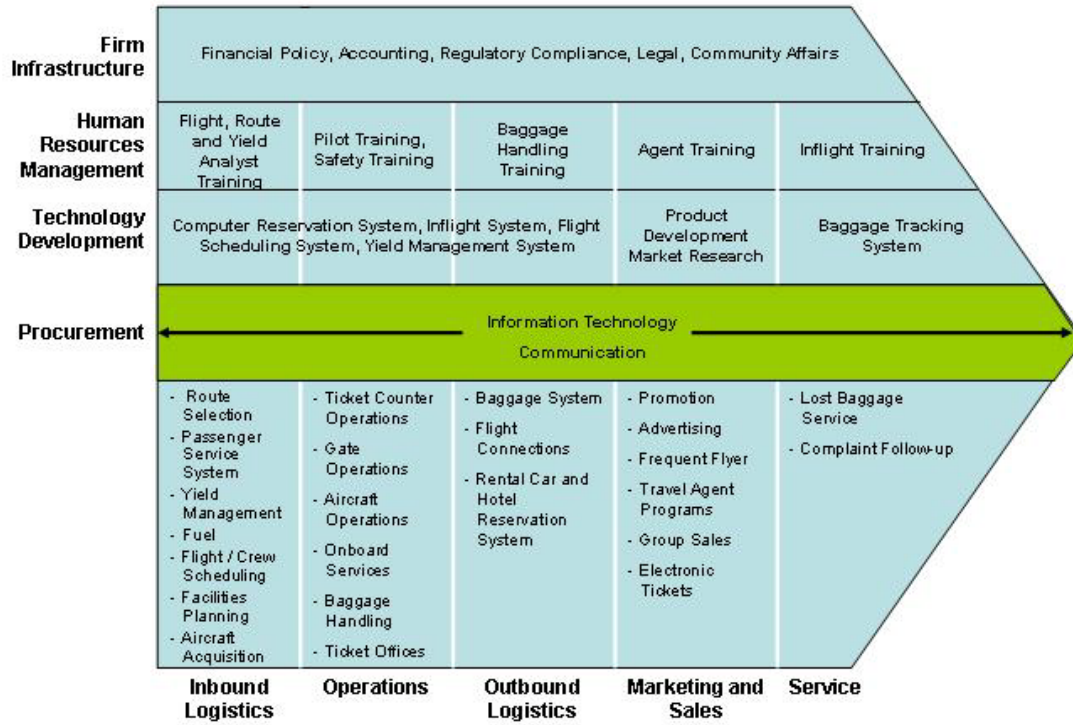 Firm
Infrastructure
Financial Policy, Accounting, Regulatory Compliance, Legal, Community Affairs
Human
Resources
Management
Flight, Route
and Yield
Analyst
Training
Pilot Training,
Safety Training
Baggage
Handling
Training
Agent Training
Inflight Training
Technology
Development
Computer Reservation System, Inflight System, Flight
Scheduling System, Yield Management System
Product
Development
Market Research
Baggage Tracking
System
Procurement
Information Technology
Communication
- Route
Selection
- Passenger
Service
System
- Yield
Management
- Fuel
- Flight / Crew
Scheduling
- Facilities
Planning
- Aircraft
Acquisition
- Ticket Counter
Operations
- Gate
Operations
- Aircraft
Operations
- Onboard
Services
- Baggage
Handling
- Ticket Offices
- Baggage System
- Flight
Connections
- Rental Car and
Hotel
Reservation
System
- Promotion
- Advertising
- Frequent Flyer
- Travel Agent
Programs
- Group Sales
- Electronic
Tickets
- Lost Baggage
Service
- Complaint Follow-up
Inbound
Logistics
Operations
Outbound
Logistics
Marketing and
Sales
Service